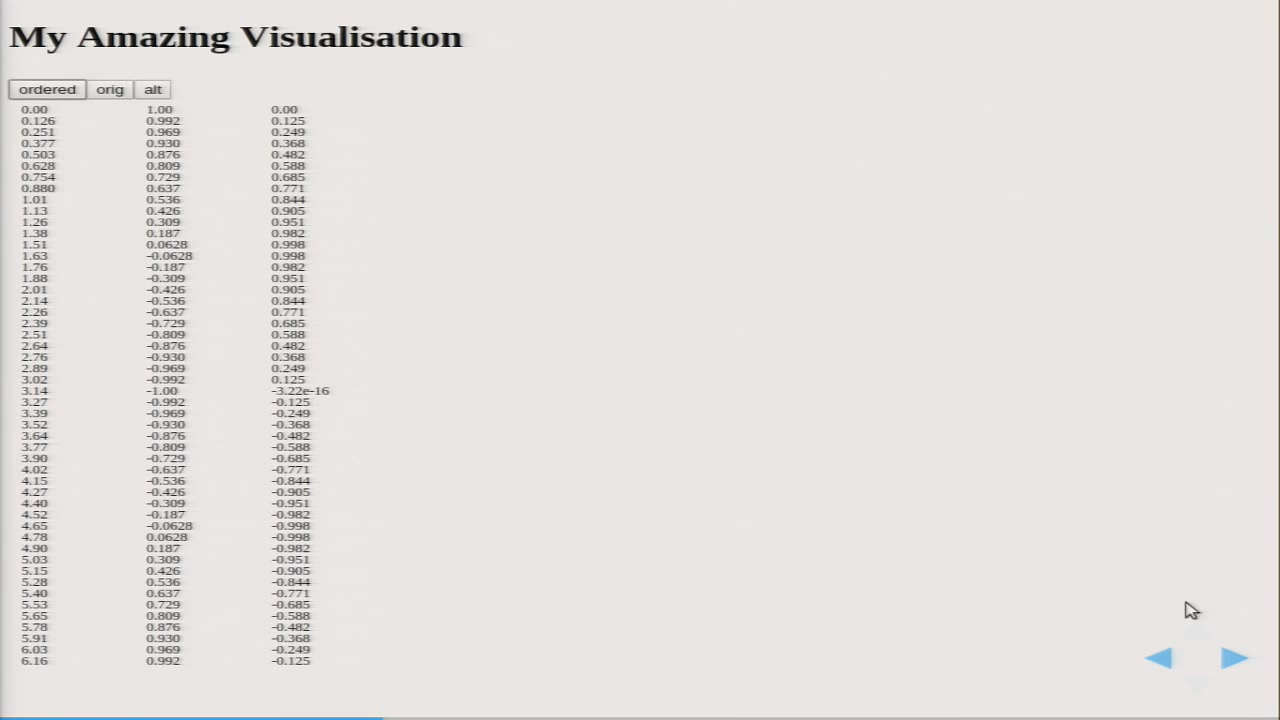 My Amazing Visualisation
ordered orig alt
0.00 1.00 0.00
0.126 0.992 0.125
0.251 0.969 0.249
0.377 0.930 0.368
0.503 0.876 0.482
0.628 0.809 0.588
0.754 0.729 0.685
0.880 0.637 0.771
1.01 0.536 0.844
1.13 0.426 0.905
1.26 0.309 0.951
1.38 0.187 0.982
1.51 0.0628 0.998
1.63 -0.0628 0.998
1.76 -0.187 0.982
1.88 -0.309 0.951
2.01 -0.426 0.905
2.14 -0.536 0.844
2.26 -0.637 0.771
2.39 -0.729 0.685
2.51 -0.809 0.588
2.64 -0.876 0.482
2.76 -0.930 0.368
2.89 -0.969 0.249
3.02 -0.992 0.125
3.14 -1.00 -3.22e-16
3.27 -0.992 -0.125
3.39 -0.969 -0.249
3.52 -0.930 -0.368
3.64 -0.876 -0.482
3.77 -0.809 -0.588
3.90 -0.729 -0.685
4.02 -0.637 -0.771
4.15 -0.536 -0.844
4.27 -0.426 -0.905
4.40 -0.309 -0.951
4.52 -0.187 -0.982
4.65 -0.0628 -0.998
4.78 0.0628 -0.998
4.90 0.187 -0.982
5.03 0.309 -0.951
5.15 0.426 -0.905
5.28 0.536 -0.844
5.40 0.637 -0.771
5.53 0.729 -0.685
5.65 0.809 -0.588
5.78 0.876 -0.482
5.91 0.930 -0.368
6.03 0.969 -0.249
6.16 0.992 -0.125